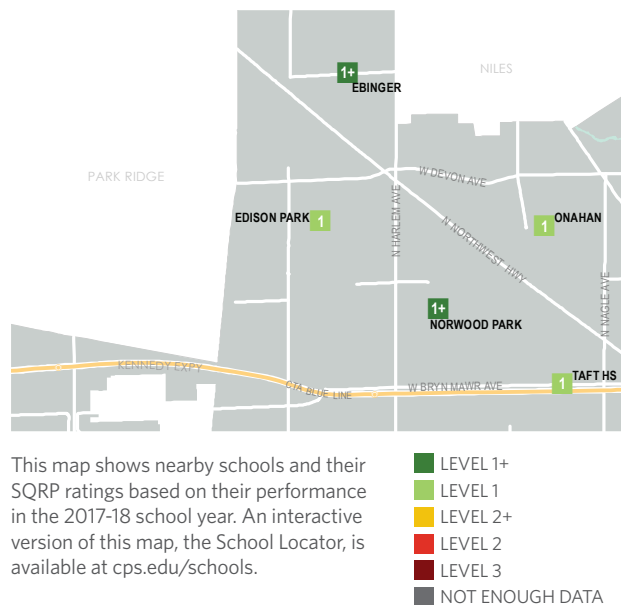 1+
EBINGER
NILES
PARK RIDGE
W DEVON AVE
EDISON PARK 1
N HARLEM AVE
N NORTHWEST HWY
1 ONAHAN
N NAGLE AVE
1+
NORWOOD PARK
KENNEDY EXPY
CTA BLUE LINE
W BRYN MAWR AVE
TAFT HS
1
This map shows nearby schools and their
SQRP ratings based on their performance
in the 2017-18 school year. An interactive
version of this map, the School Locator, is
available at cps.edu/schools.
LEVEL 1+
LEVEL 1
LEVEL 2+
LEVEL 2
LEVEL 3
NOT ENOUGH DATA